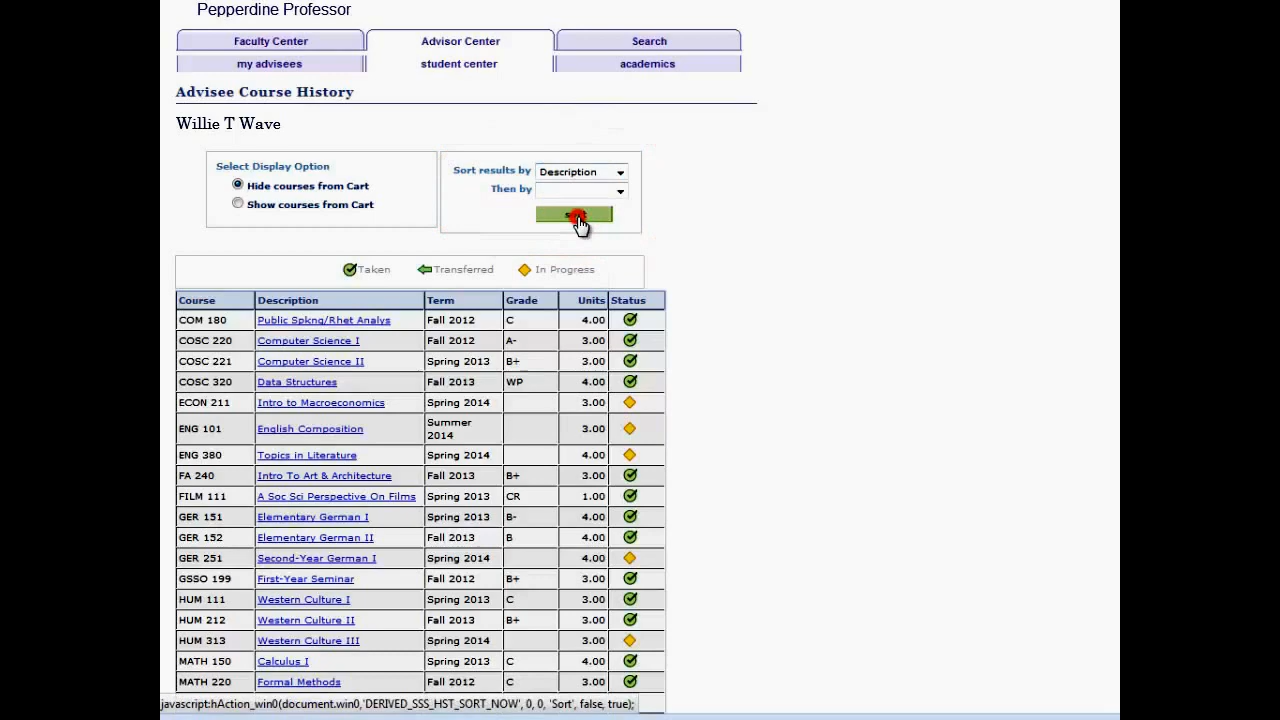 Pepperdine Professor
Faculty Center Advisor Center Search
my advisees student center academics
Advisee Course History
Willie T Wave
Select Display Option
Hide courses from Cart
Show courses from Cart
Sort results by Description
Then by
Taken Transferred In Progress
Course Description Term Grade Units Status
COM 180 Public Spkng/Rhet Analys Fall 2012 C 4.00
COSC 220 Computer Science I Fall 2012 A- 3.00
COSC 221 Computer Science II Spring 2013 B+ 3.00
COSC 320 Data Structures Fall 2013 WP 4.00
ECON 211 Intro to Macroeconomics Spring 2014 3.00
ENG 101 English Composition Summer 2014 3.00
ENG 380 Topics in Literature Spring 2014 4.00
FA 240 Intro To Art & Architecture Fall 2013 B+ 3.00
FILM 111 A Soc Sci Perspective On Films Spring 2013 CR 1.00
GER 151 Elementary German I Spring 2013 B- 4.00
GER 152 Elementary German II Fall 2013 B 4.00
GER 251 Second-Year German I Spring 2014 4.00
GSSO 199 First-Year Seminar Fall 2012 B+ 3.00
HUM 111 Western Culture I Spring 2013 C 3.00
HUM 212 Western Culture II Fall 2013 B+ 3.00
HUM 313 Western Culture III Spring 2014 3.00
MATH 150 Calculus I Spring 2013 C 4.00
MATH 220 Formal Methods Fall 2012 C 3.00
javascript:hAction_win0(document.win0,'DERIVED_SSS_HST_SORT_NOW', 0, 0, 'Sort', false, true);